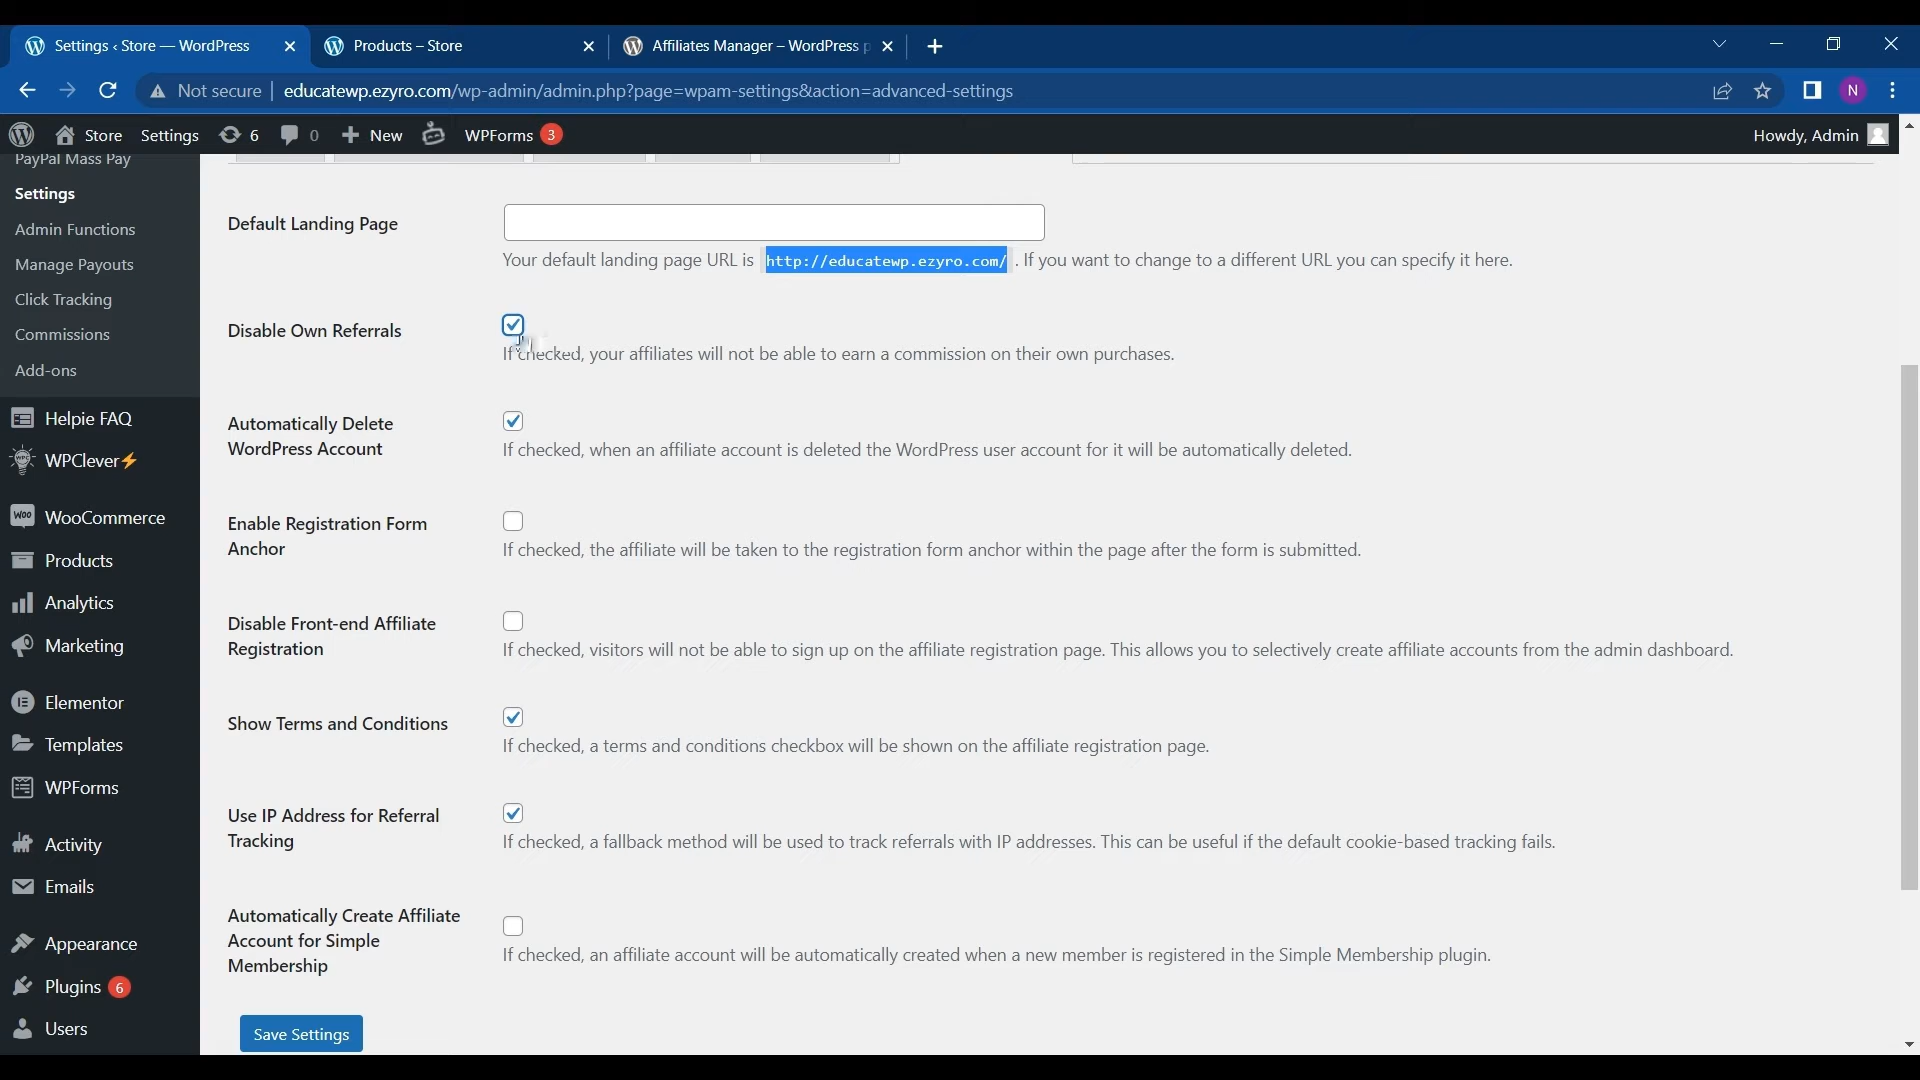 Settings ‹ Store — WordPress
Products – Store
Affiliates Manager – WordPress p
Not secure
educatewp.ezyro.com/wp-admin/admin.php?page=wpam-settings&action=advanced-settings
N
Store
Settings
6
0
New
WPForms 3
Howdy, Admin
PayPal Mass Pay
Settings
Admin Functions
Manage Payouts
Click Tracking
Commissions
Add-ons
Helpie FAQ
WPClever⚡
WooCommerce
Products
Analytics
Marketing
Elementor
Templates
WPForms
Activity
Emails
Appearance
Plugins 6
Users
Default Landing Page
Your default landing page URL is http://educatewp.ezyro.com/ . If you want to change to a different URL you can specify it here.
Disable Own Referrals
If checked, your affiliates will not be able to earn a commission on their own purchases.
Automatically Delete
WordPress Account
If checked, when an affiliate account is deleted the WordPress user account for it will be automatically deleted.
Enable Registration Form
Anchor
If checked, the affiliate will be taken to the registration form anchor within the page after the form is submitted.
Disable Front-end Affiliate
Registration
If checked, visitors will not be able to sign up on the affiliate registration page. This allows you to selectively create affiliate accounts from the admin dashboard.
Show Terms and Conditions
If checked, a terms and conditions checkbox will be shown on the affiliate registration page.
Use IP Address for Referral
Tracking
If checked, a fallback method will be used to track referrals with IP addresses. This can be useful if the default cookie-based tracking fails.
Automatically Create Affiliate
Account for Simple
Membership
If checked, an affiliate account will be automatically created when a new member is registered in the Simple Membership plugin.
Save Settings